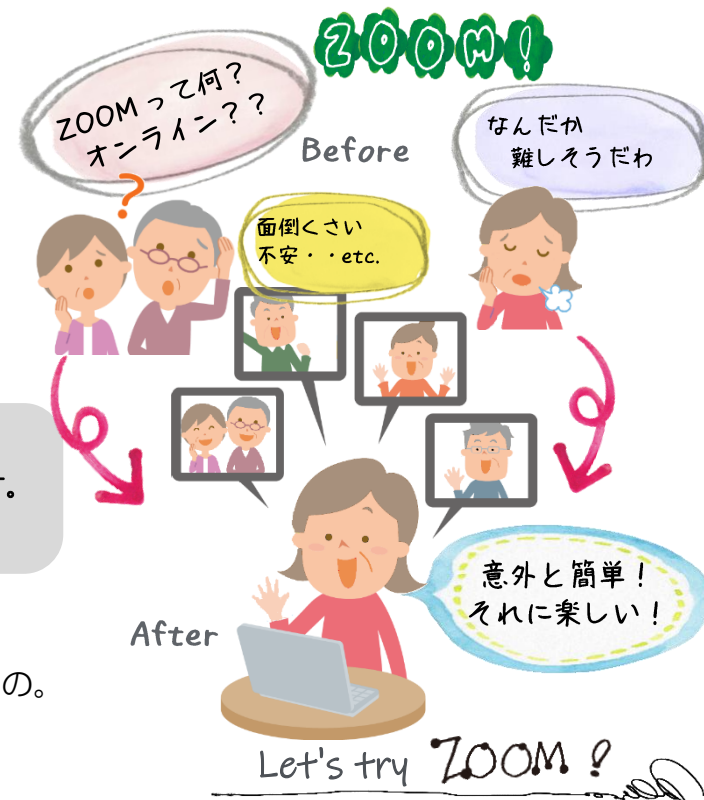 ZOOM!
ZOOMって何？
オンライン？？
Before
なんだか
難しそうだわ
?
面倒くさい
不安・・etc.
。
意外と簡単！
それに楽しい！
After
の。
Let's try ZOOM!